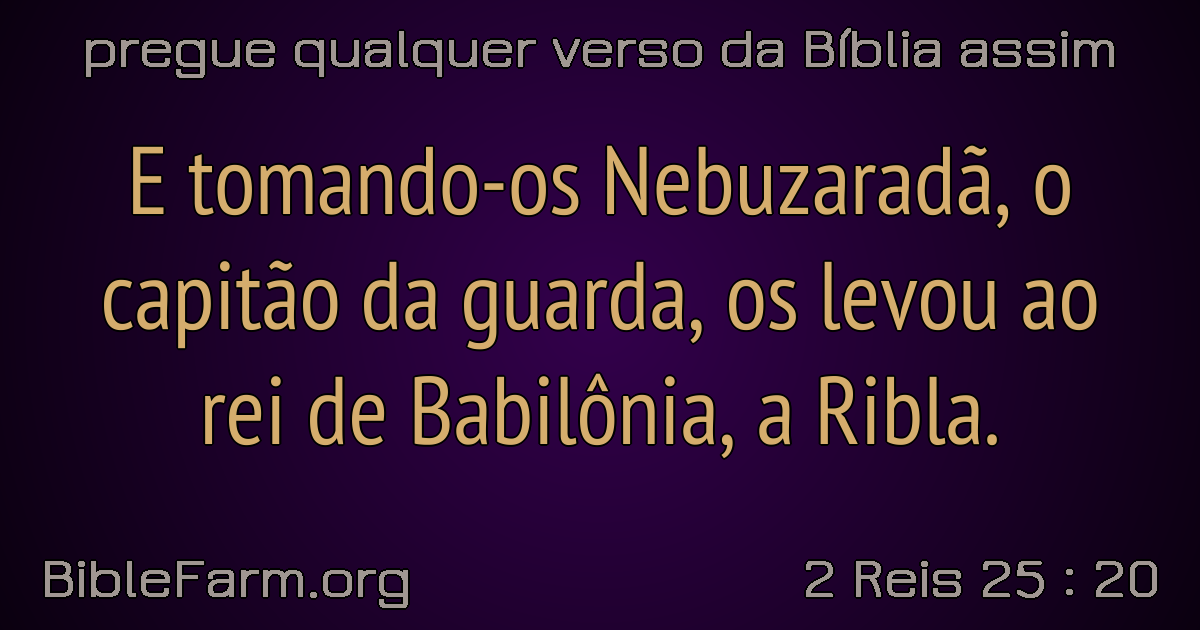 pregue qualquer verso da Bíblia assim
E tomando-os Nebuzaradã, o
capitão da guarda, os levou ao
rei de Babilônia, a Ribla.
BibleFarm.org
2 Reis 25 : 20